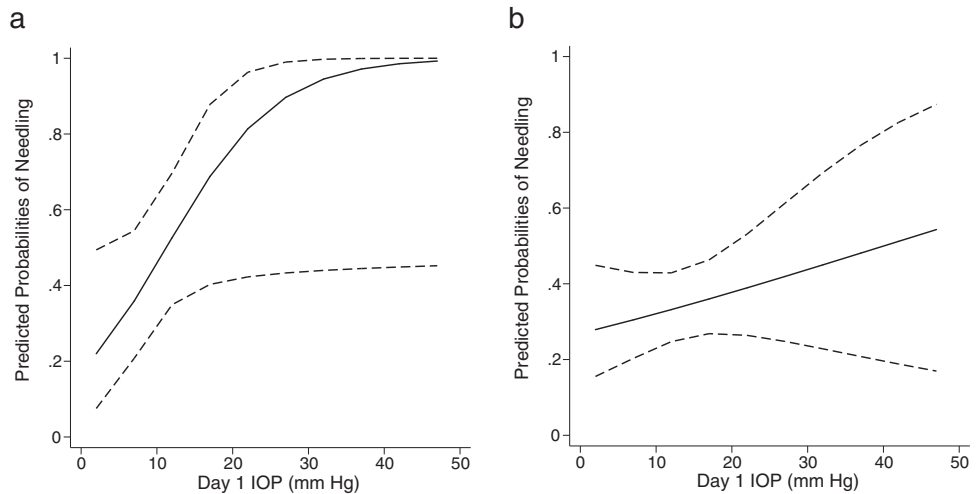 a
Predicted Probabilities of Needling
1
.8
.6
.4
.2
0
0 10 20 30 40 50
Day 1 IOP (mm Hg)
b
Predicted Probabilities of Needling
1
.8
.6
.4
.2
0
0 10 20 30 40 50
Day 1 IOP (mm Hg)